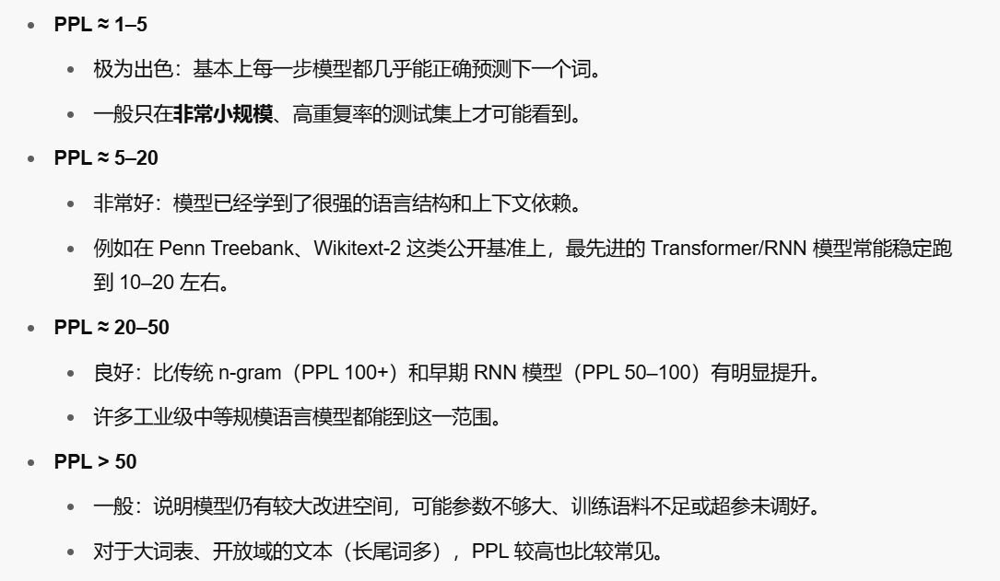 • PPL ≈ 1–5
• 极为出色：基本上每一步模型都几乎能正确预测下一个词。
• 一般只在非常小规模、高重复率的测试集上才可能看到。
• PPL ≈ 5–20
• 非常好：模型已经学到了很强的语言结构和上下文依赖。
• 例如在 Penn Treebank、Wikitext-2 这类公开基准上，最先进的 Transformer/RNN 模型常能稳定跑
到 10–20 左右。
• PPL ≈ 20–50
• 良好：比传统 n-gram（PPL 100+）和早期 RNN 模型（PPL 50–100）有明显提升。
• 许多工业级中等规模语言模型都能到这一范围。
• PPL > 50
• 一般：说明模型仍有较大改进空间，可能参数不够大、训练语料不足或超参未调好。
• 对于大词表、开放域的文本（长尾词多），PPL 较高也比较常见。